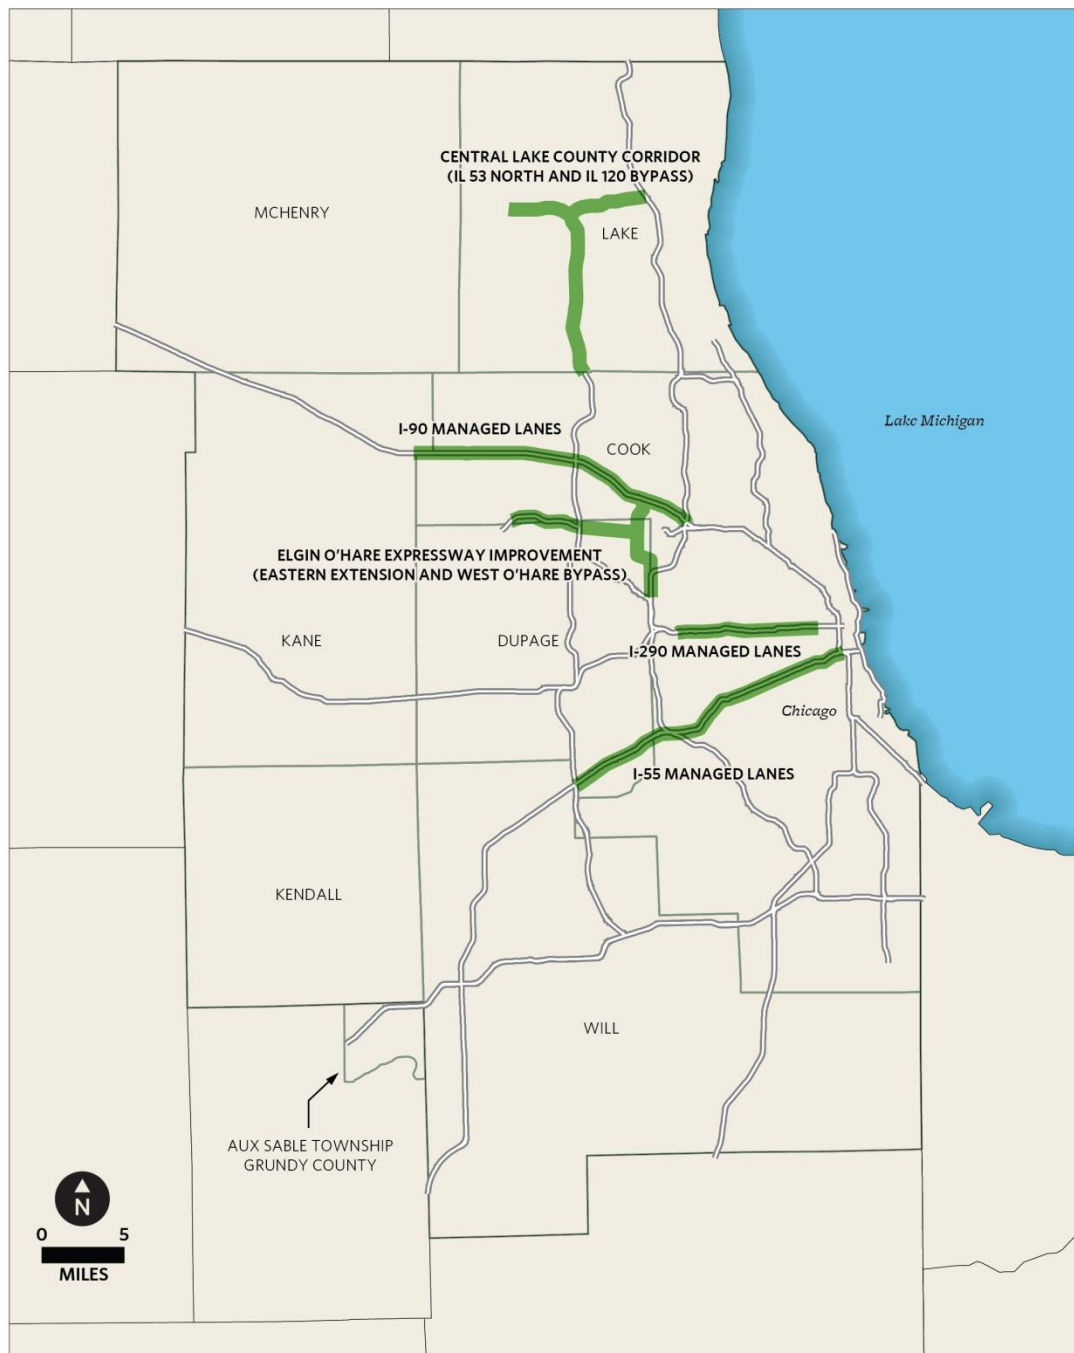 CENTRAL LAKE COUNTY CORRIDOR
(IL 53 NORTH AND IL 120 BYPASS)
MCHENRY
LAKE
Lake Michigan
I-90 MANAGED LANES
COOK
ELGIN O'HARE EXPRESSWAY IMPROVEMENT
(EASTERN EXTENSION AND WEST O'HARE BYPASS)
KANE
DUPAGE
I-290 MANAGED LANES
Chicago
I-55 MANAGED LANES
KENDALL
WILL
AUX SABLE TOWNSHIP
GRUNDY COUNTY
N
0 5
MILES